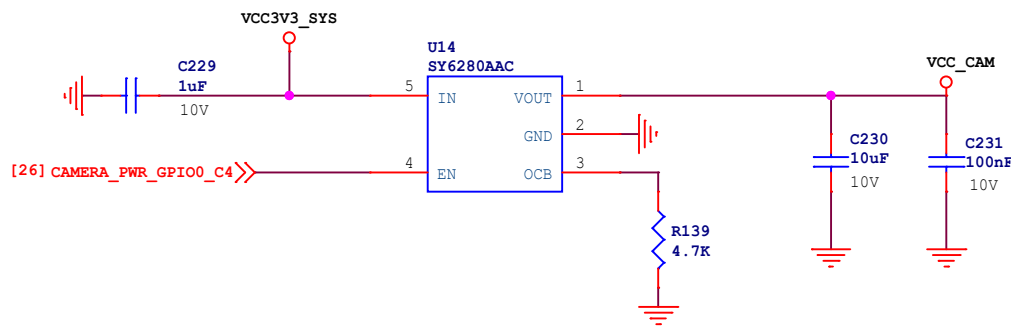 VCC3V3_SYS
U14
SY6280AAC
C229
1uF
10V
VCC_CAM
5 IN VOUT 1
GND 2
[26] CAMERA_PWR_GPIO0_C4 4 EN OCB 3
C230
10uF
10V
C231
100nF
10V
R139
4.7K